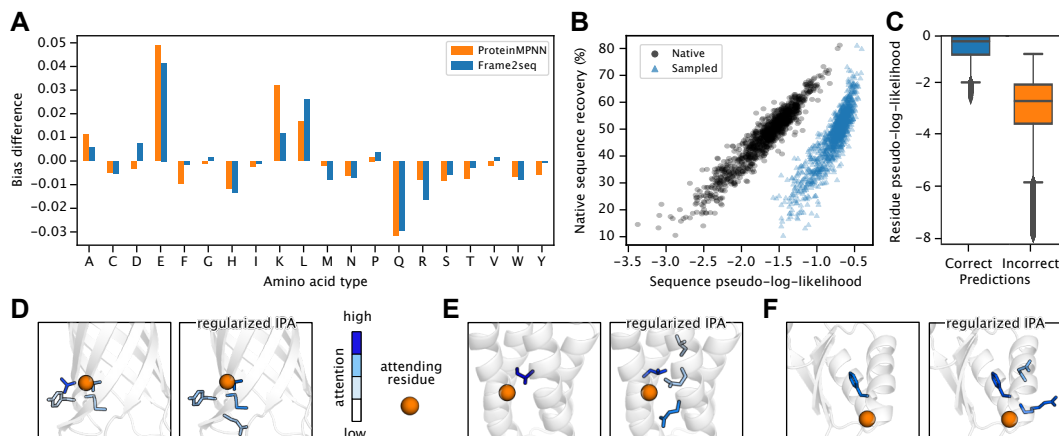 A
Bias difference
0.05
0.04
0.03
0.02
0.01
0.00
−0.01
−0.01
−0.03
ProteinMPNN
Frame2seq
A C D E F G H I K L M N P Q R S T V W Y
Amino acid type
B
Native sequence recovery (%)
80
70
60
50
40
30
20
10
Native
Sampled
−3.5 −3.0 −2.5 −2.0 −1.5 −1.0 −0.5
Sequence pseudo-log-likelihood
C
Residue pseudo-log-likelihood
0
−2
−4
−6
−8
Correct Incorrect
Predictions
D
regularized IPA
high
attention
low
attending
residue
E
regularized IPA
F
regularized IPA